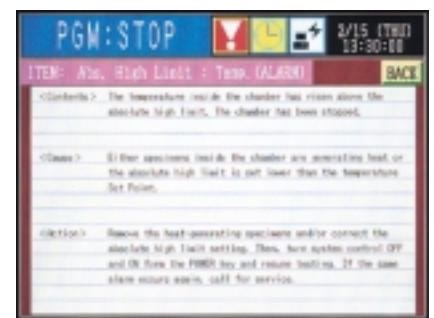 PGM:STOP
2/15 (THU)
13:30:00
ITEM: Abs. High Limit : Temp. (ALARM)
BACK
<Contents> The temperature inside the chamber has risen above the
absolute high limit. The chamber has been stopped.
<Cause> Either specimens inside the chamber are generating heat or
the absolute high limit is set lower than the temperature
Set Point.
<Action> Remove the heat-generating specimens and/or correct the
absolute high limit setting. Then, turn system control OFF
and ON form the POWER key and resume testing. If the same
alarm occurs again, call for service.